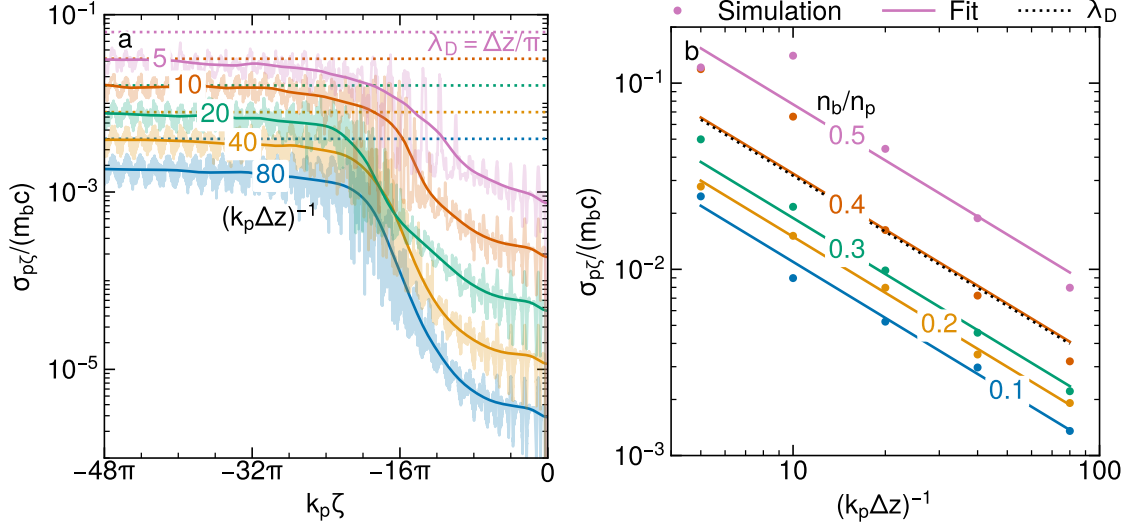 a
λ_D = Δz/π
5
10
20
40
80
(k_pΔz)⁻¹
10⁻¹
10⁻³
10⁻⁵
σ_pζ/(m_bc)
−48π
−32π
−16π
0
k_pζ
Simulation
Fit
λ_D
b
n_b/n_p
0.5
0.4
0.3
0.2
0.1
10⁻¹
10⁻²
10⁻³
σ_pζ/(m_bc)
10
100
(k_pΔz)⁻¹